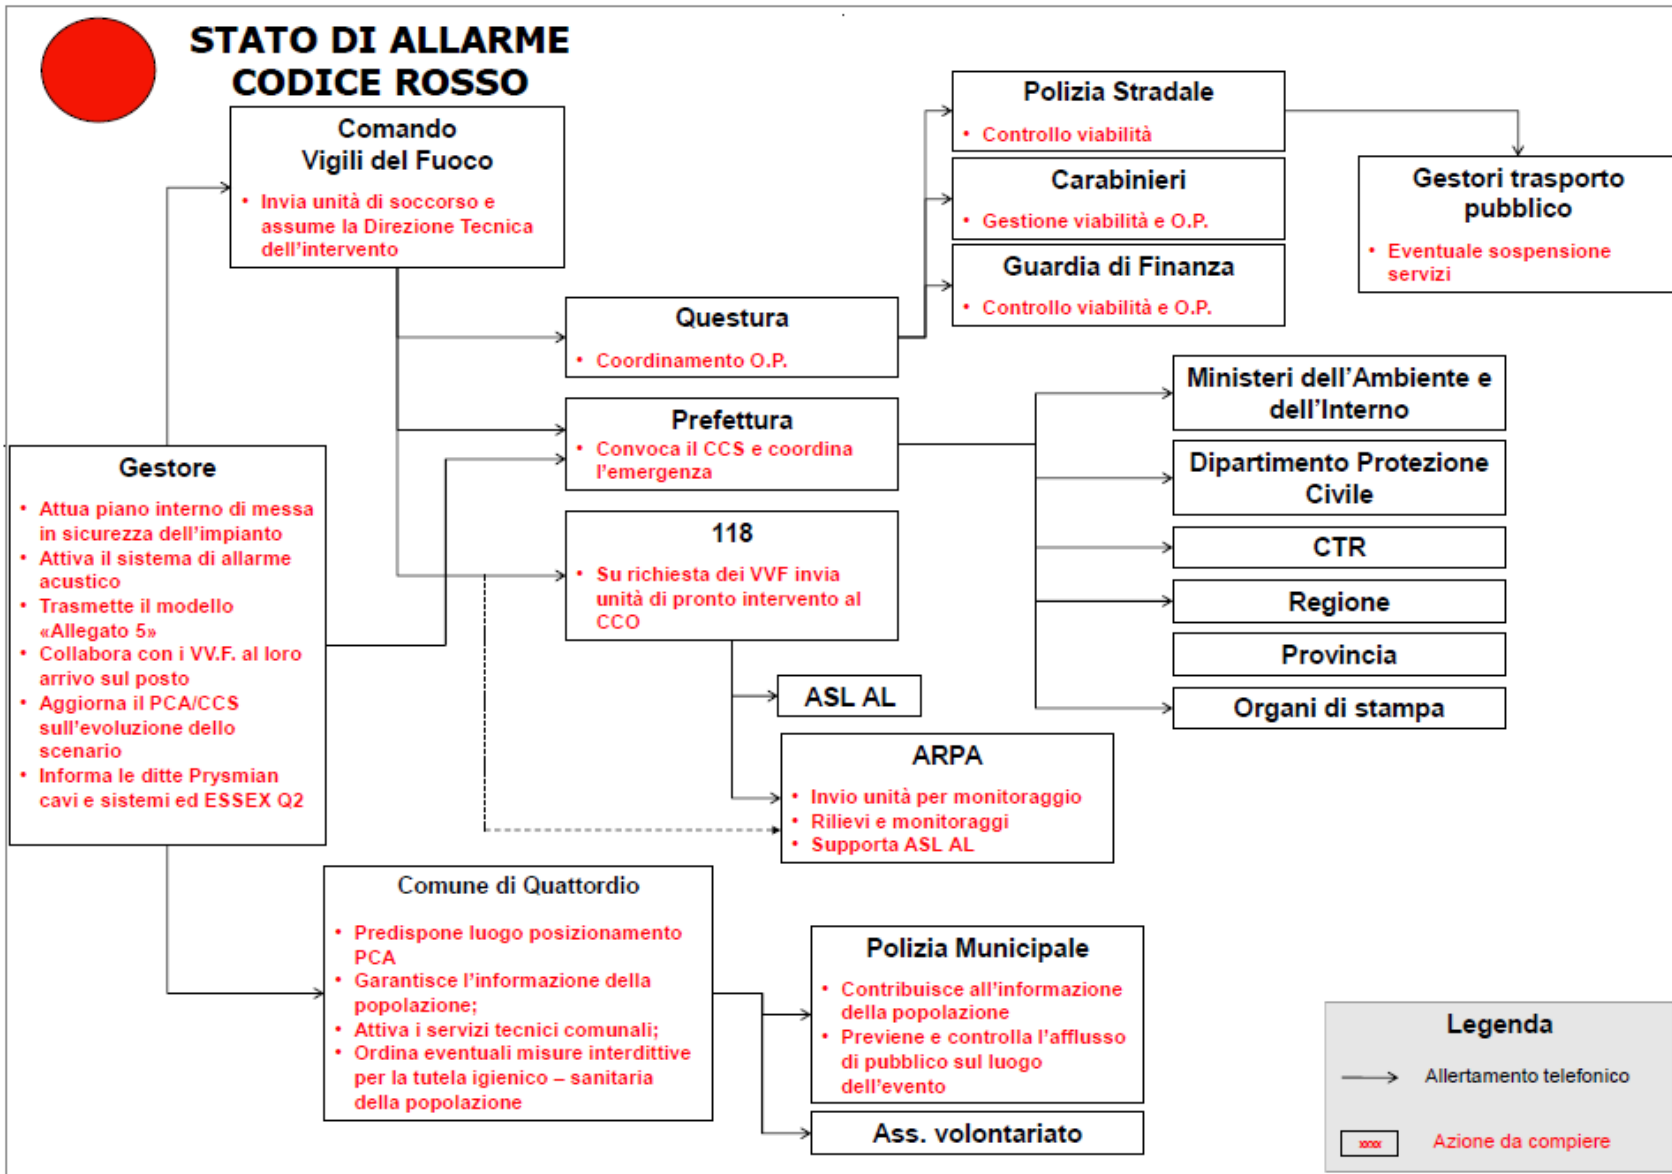 STATO DI ALLARME
CODICE ROSSO
Comando
Vigili del Fuoco
• Invia unità di soccorso e
assume la Direzione Tecnica
dell'intervento
Polizia Stradale
• Controllo viabilità
Carabinieri
• Gestione viabilità e O.P.
Guardia di Finanza
• Controllo viabilità e O.P.
Gestori trasporto
pubblico
• Eventuale sospensione
servizi
Questura
• Coordinamento O.P.
Prefettura
• Convoca il CCS e coordina
l'emergenza
118
• Su richiesta dei VVF invia
unità di pronto intervento al
CCO
Ministeri dell'Ambiente e
dell'Interno
Dipartimento Protezione
Civile
CTR
Regione
Provincia
Organi di stampa
Gestore
• Attua piano interno di messa
in sicurezza dell'impianto
• Attiva il sistema di allarme
acustico
• Trasmette il modello
«Allegato 5»
• Collabora con i VV.F. al loro
arrivo sul posto
• Aggiorna il PCA/CCS
sull'evoluzione dello
scenario
• Informa le ditte Prysmian
cavi e sistemi ed ESSEX Q2
ASL AL
ARPA
• Invio unità per monitoraggio
• Rilievi e monitoraggi
• Supporta ASL AL
Comune di Quattordio
• Predispone luogo posizionamento
PCA
• Garantisce l'informazione della
popolazione;
• Attiva i servizi tecnici comunali;
• Ordina eventuali misure interdittive
per la tutela igienico – sanitaria
della popolazione
Polizia Municipale
• Contribuisce all'informazione
della popolazione
• Previene e controlla l'afflusso
di pubblico sul luogo
dell'evento
Ass. volontariato
Legenda
Allertamento telefonico
xxxx
Azione da compiere